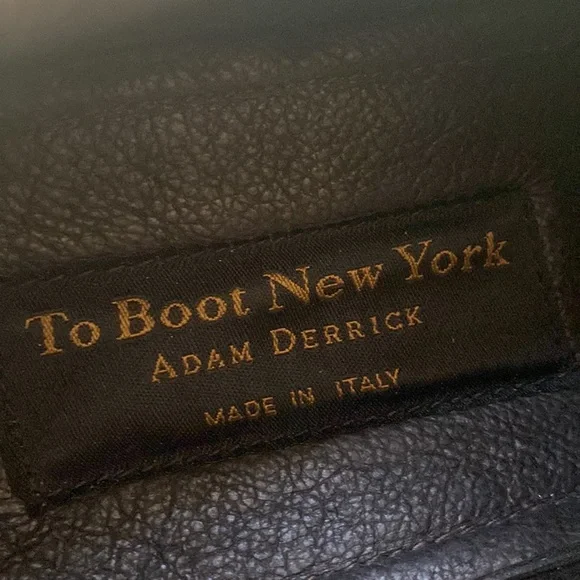 To Boot New York
ADAM DERRICK
MADE IN ITALY